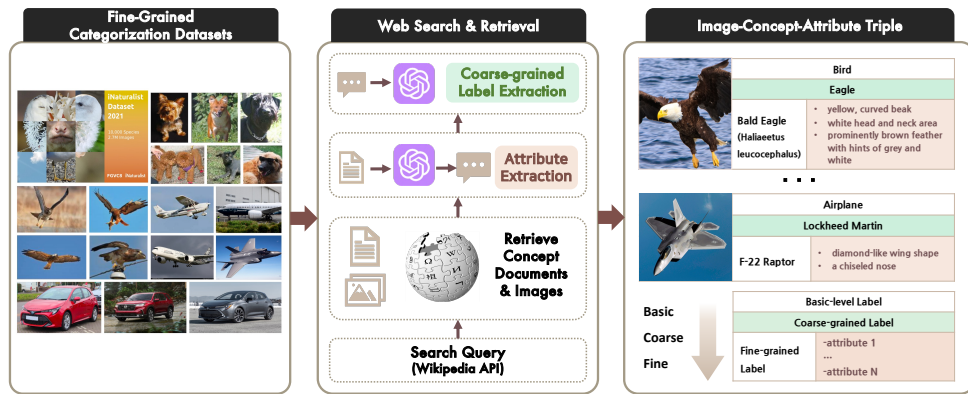 Fine-Grained
Categorization Datasets
iNaturalist
Dataset
2021
FGVC8 iNaturalist
Web Search & Retrieval
Coarse-grained
Label Extraction
Attribute
Extraction
Retrieve
Concept
Documents
& Images
Search Query
(Wikipedia API)
Image-Concept-Attribute Triple
Bird
Eagle
Bald Eagle
(Haliaeetus
leucocephalus)
• yellow, curved beak
• white head and neck area
• prominently brown feather
with hints of grey and
white
...
Airplane
Lockheed Martin
F-22 Raptor
• diamond-like wing shape
• a chiseled nose
Basic
Coarse
Fine
Basic-level Label
Coarse-grained Label
Fine-grained
Label
-attribute 1
...
-attribute N